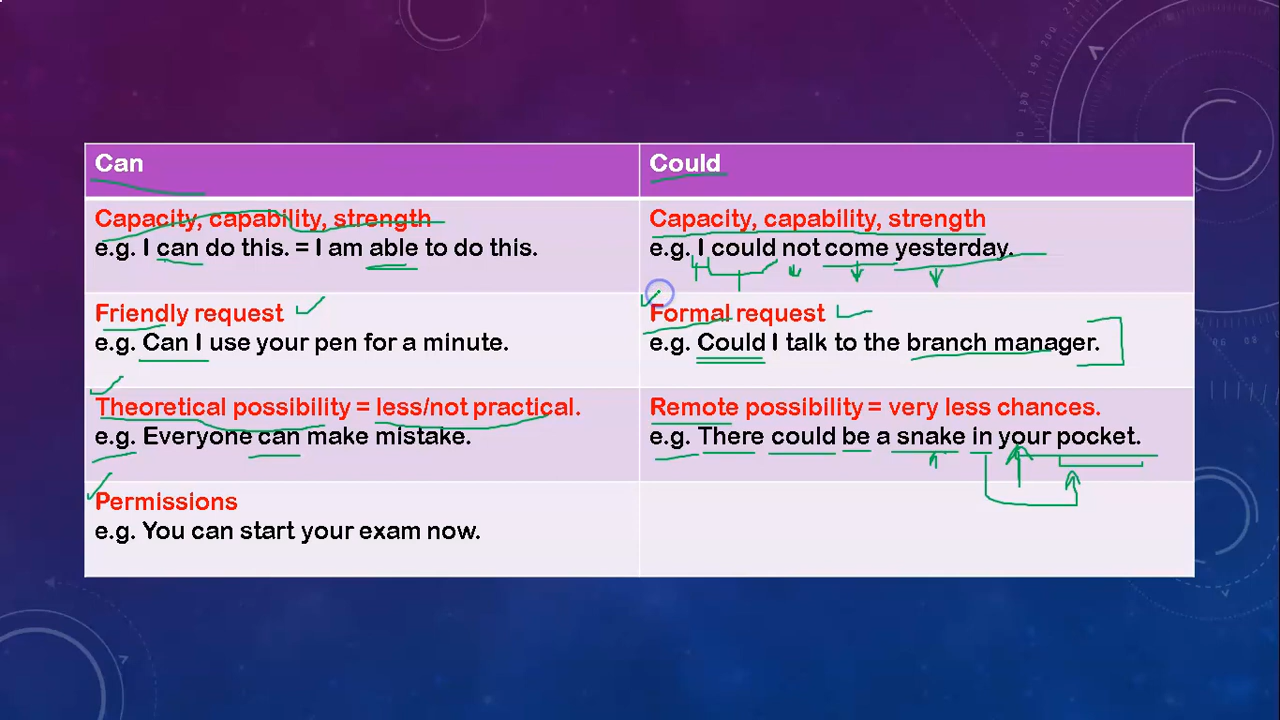 Can
Could
Capacity, capability, strength
e.g. I can do this. = I am able to do this.
Capacity, capability, strength
e.g. I could not come yesterday.
Friendly request
e.g. Can I use your pen for a minute.
Formal request
e.g. Could I talk to the branch manager.
Theoretical possibility = less/not practical.
e.g. Everyone can make mistake.
Remote possibility = very less chances.
e.g. There could be a snake in your pocket.
Permissions
e.g. You can start your exam now.